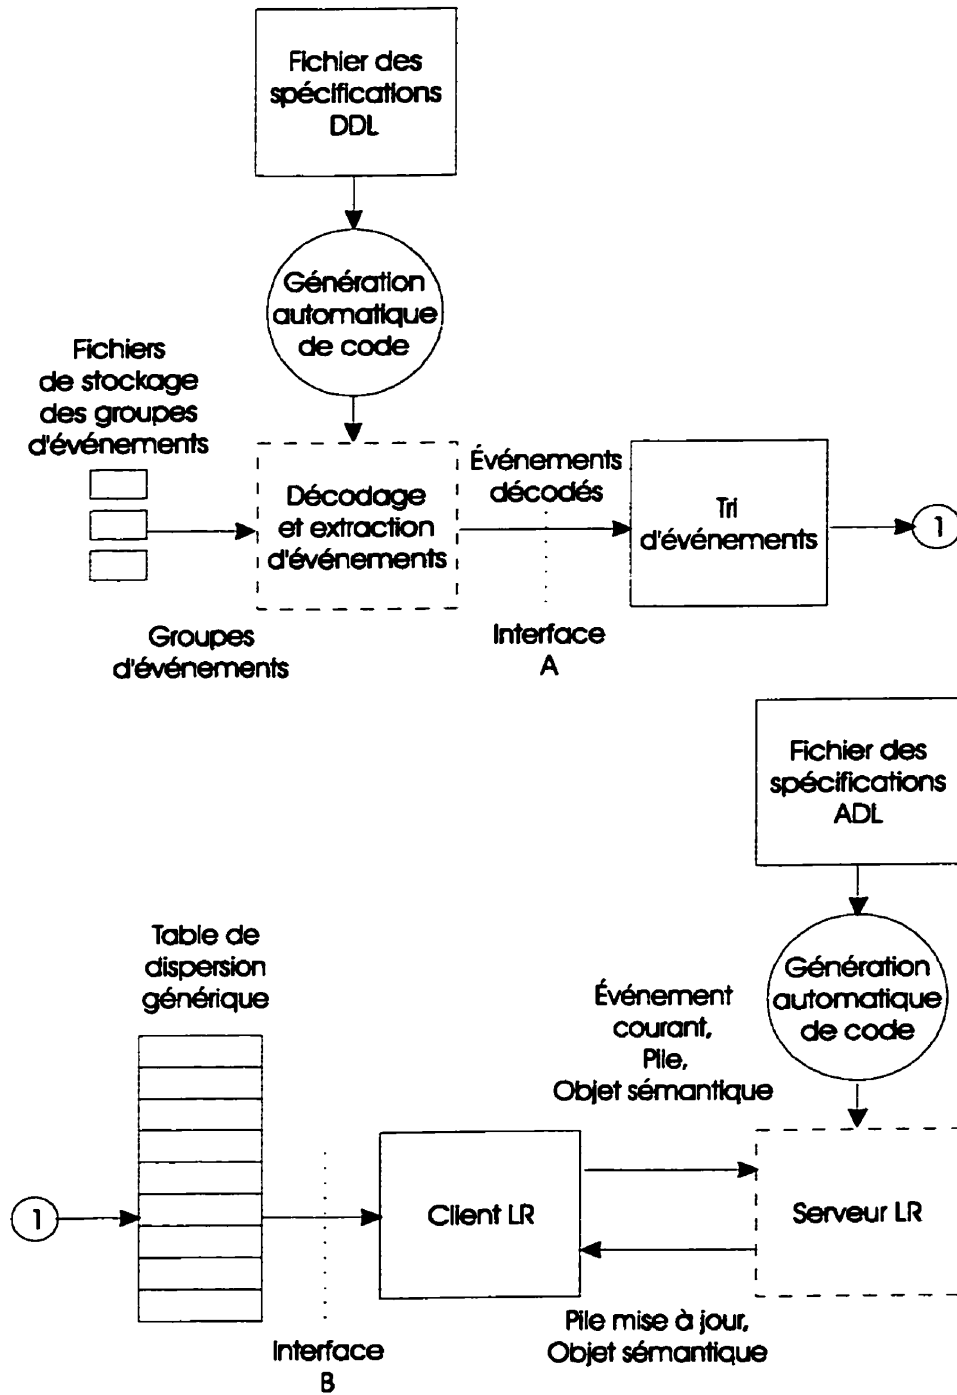 Fichier des
spécifications
DDL
Génération
automatique
de code
Fichiers
de stockage
des groupes
d'événements
Décodage
et extraction
d'événements
Événements
décodés
Tri
d'événements
1
Groupes
d'événements
Interface
A
Fichier des
spécifications
ADL
Génération
automatique
de code
Table de
dispersion
générique
Événement
courant,
Pile,
Objet sémantique
1
Client LR
Serveur LR
Pile mise à jour,
Objet sémantique
Interface
B